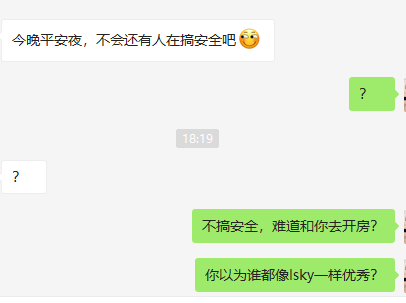 今晚平安夜，不会还有人在搞安全吧
？
18:19
？
不搞安全，难道和你去开房？
你以为谁都像lsky一样优秀？